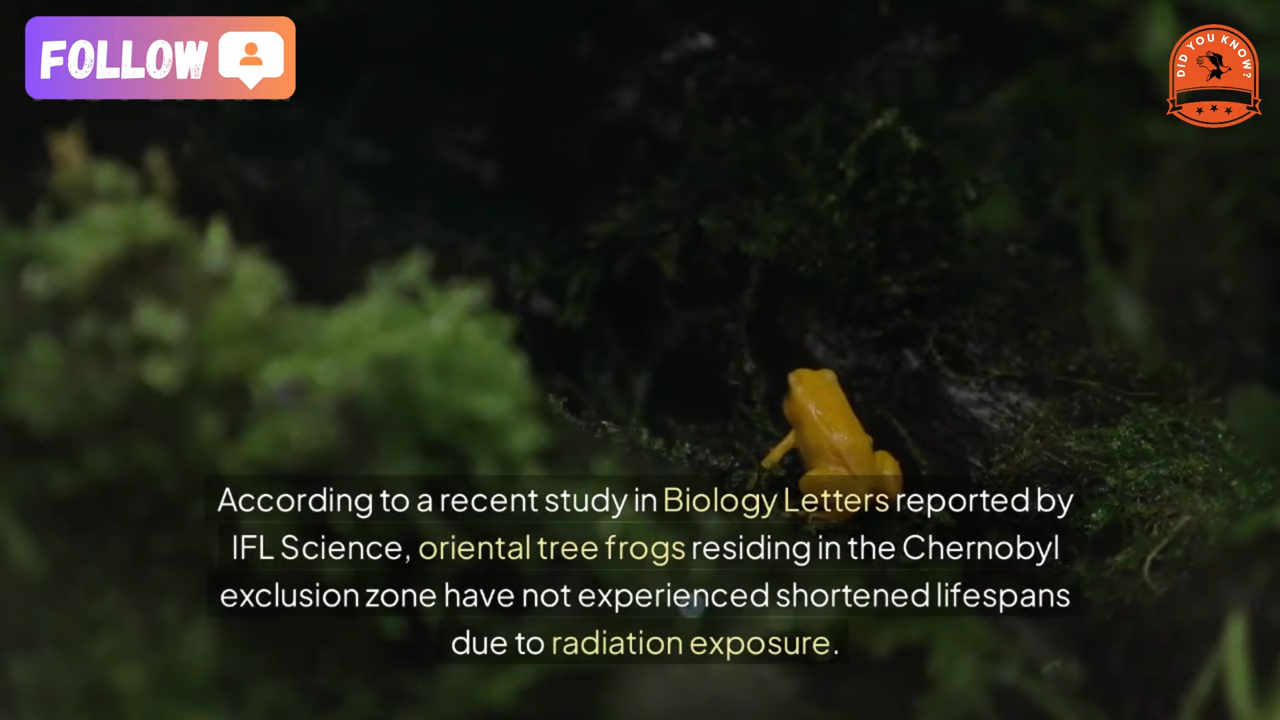 FOLLOW
DID YOU KNOW?
According to a recent study in Biology Letters reported by
IFL Science, oriental tree frogs residing in the Chernobyl
exclusion zone have not experienced shortened lifespans
due to radiation exposure.